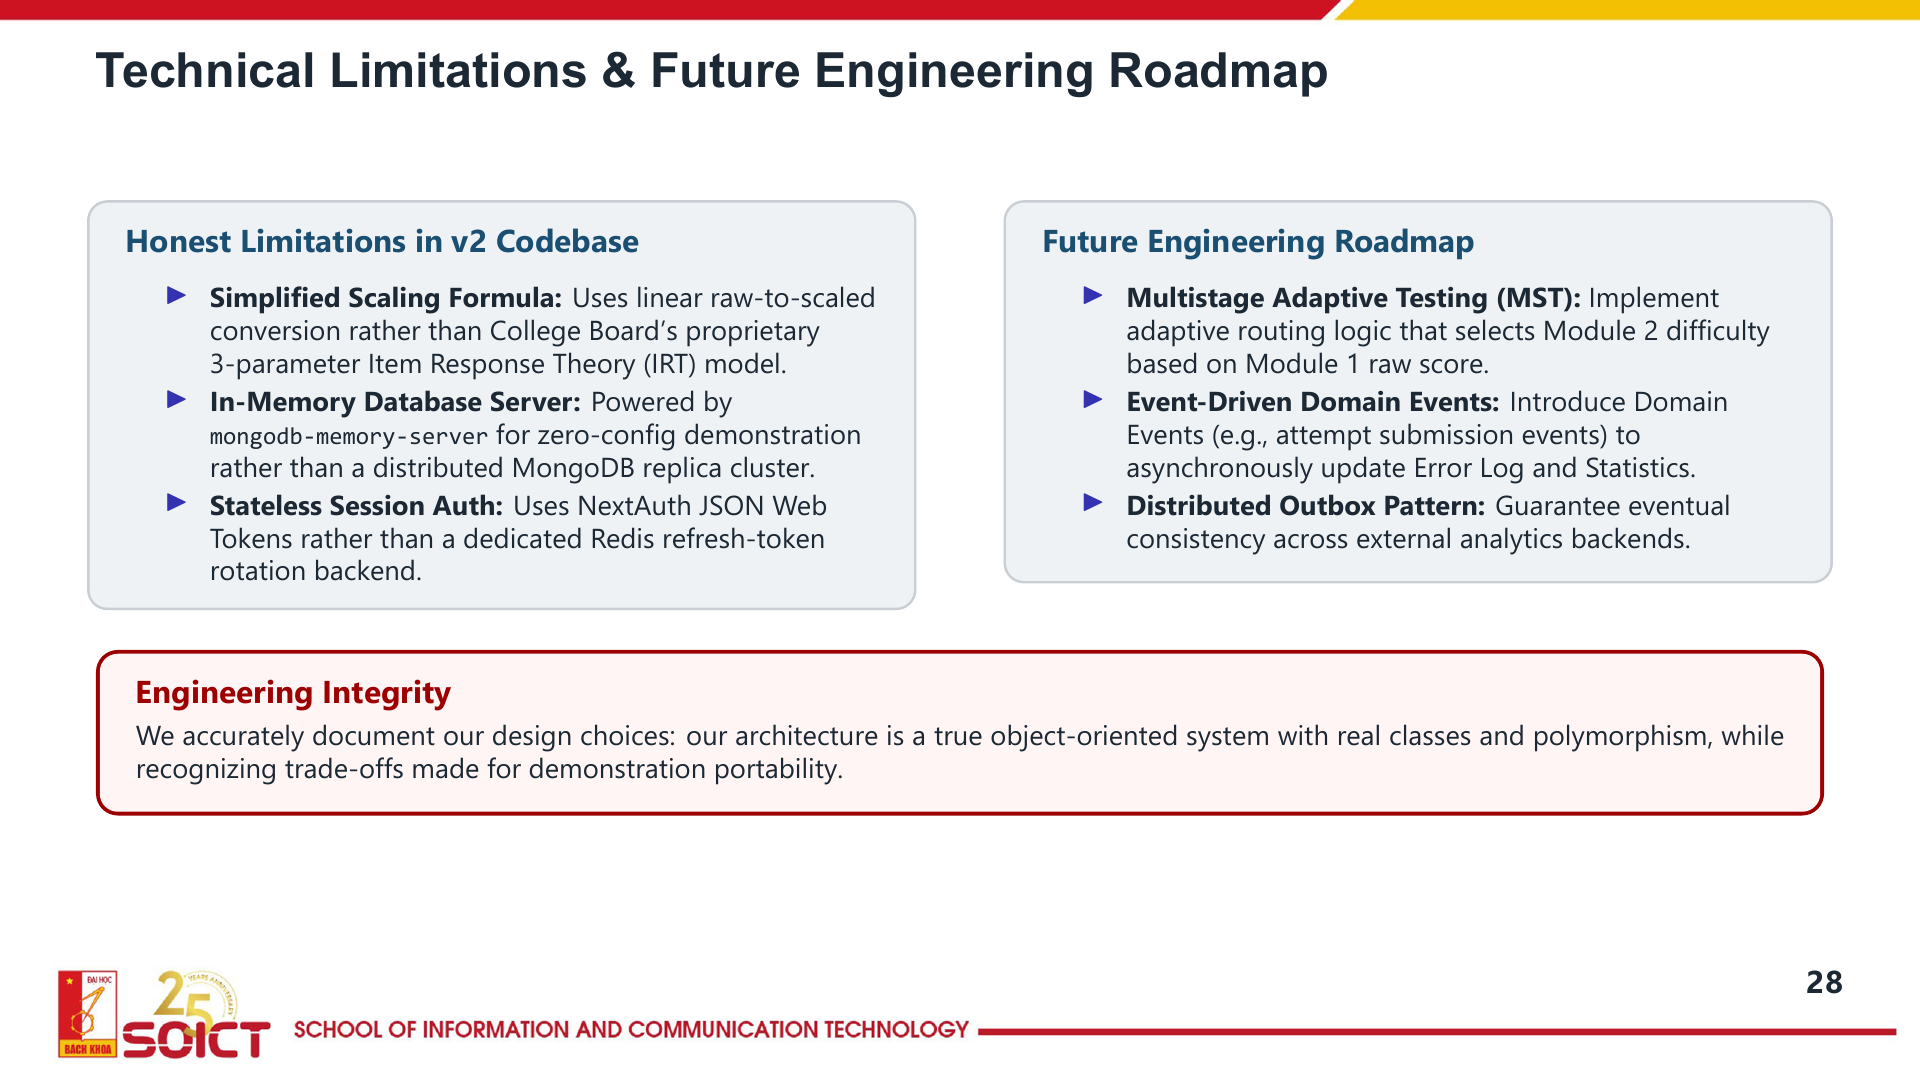 Technical Limitations & Future Engineering Roadmap
Honest Limitations in v2 Codebase
Simplified Scaling Formula: Uses linear raw-to-scaled
conversion rather than College Board’s proprietary
3-parameter Item Response Theory (IRT) model.
In-Memory Database Server: Powered by
mongodb-memory-server for zero-config demonstration
rather than a distributed MongoDB replica cluster.
Stateless Session Auth: Uses NextAuth JSON Web
Tokens rather than a dedicated Redis refresh-token
rotation backend.
Future Engineering Roadmap
Multistage Adaptive Testing (MST): Implement
adaptive routing logic that selects Module 2 difficulty
based on Module 1 raw score.
Event-Driven Domain Events: Introduce Domain
Events (e.g., attempt submission events) to
asynchronously update Error Log and Statistics.
Distributed Outbox Pattern: Guarantee eventual
consistency across external analytics backends.
Engineering Integrity
We accurately document our design choices: our architecture is a true object-oriented system with real classes and polymorphism, while
recognizing trade-offs made for demonstration portability.
28
ĐẠI HỌC
BÁCH KHOA
25
YEARS ANNIVERSARY
SOICT
SCHOOL OF INFORMATION AND COMMUNICATION TECHNOLOGY